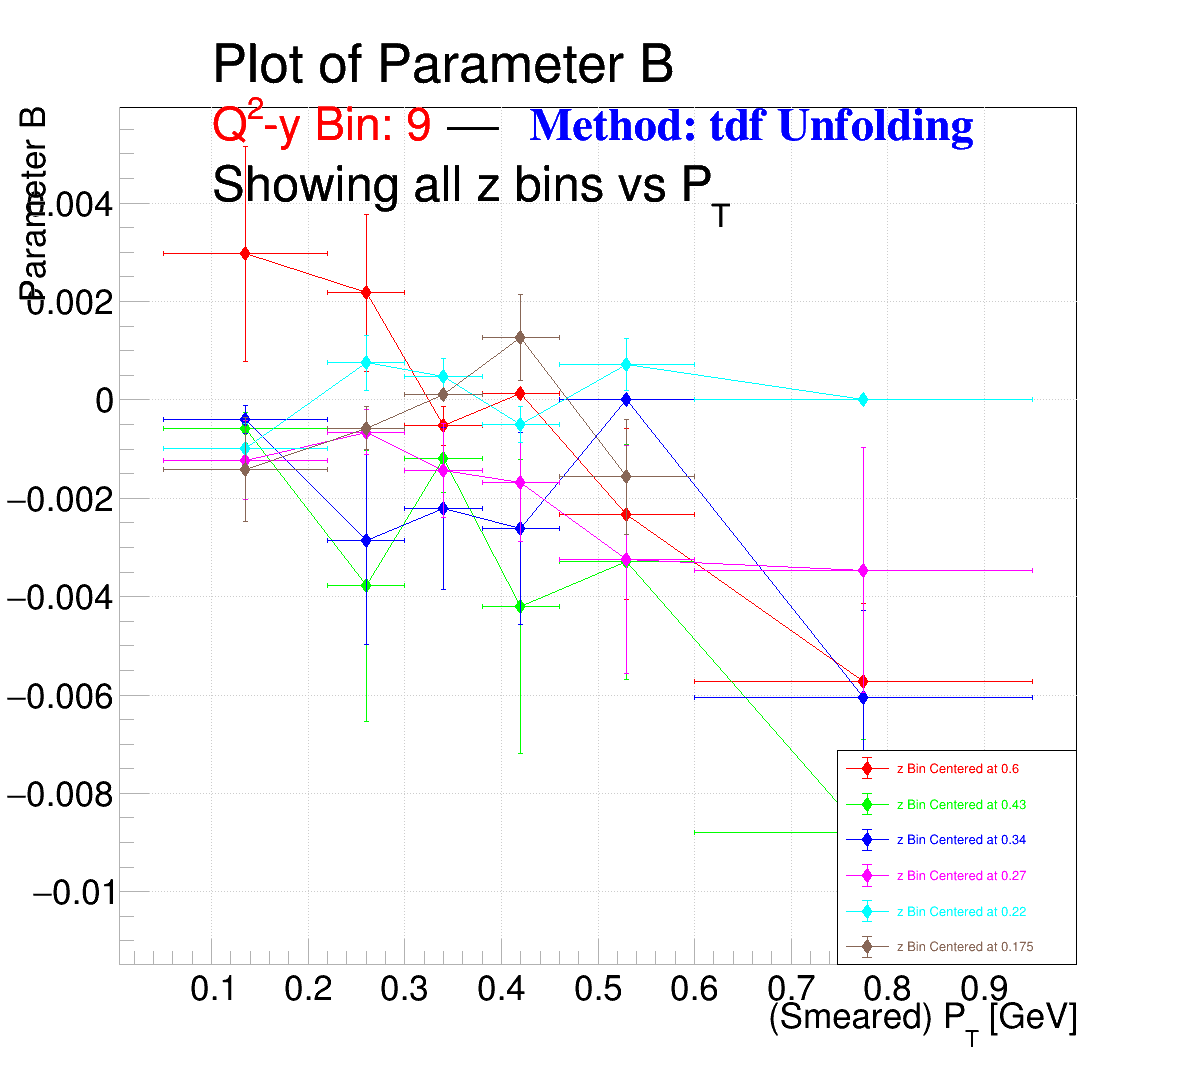 Plot of Parameter B
Q²-y Bin: 9 — Method: tdf Unfolding
Showing all z bins vs P_T
Parameter B
0.004
0.002
0
−0.002
−0.004
−0.006
−0.008
−0.01
z Bin Centered at 0.6
z Bin Centered at 0.43
z Bin Centered at 0.34
z Bin Centered at 0.27
z Bin Centered at 0.22
z Bin Centered at 0.175
0.1 0.2 0.3 0.4 0.5 0.6 0.7 0.8 0.9
(Smeared) P_T [GeV]